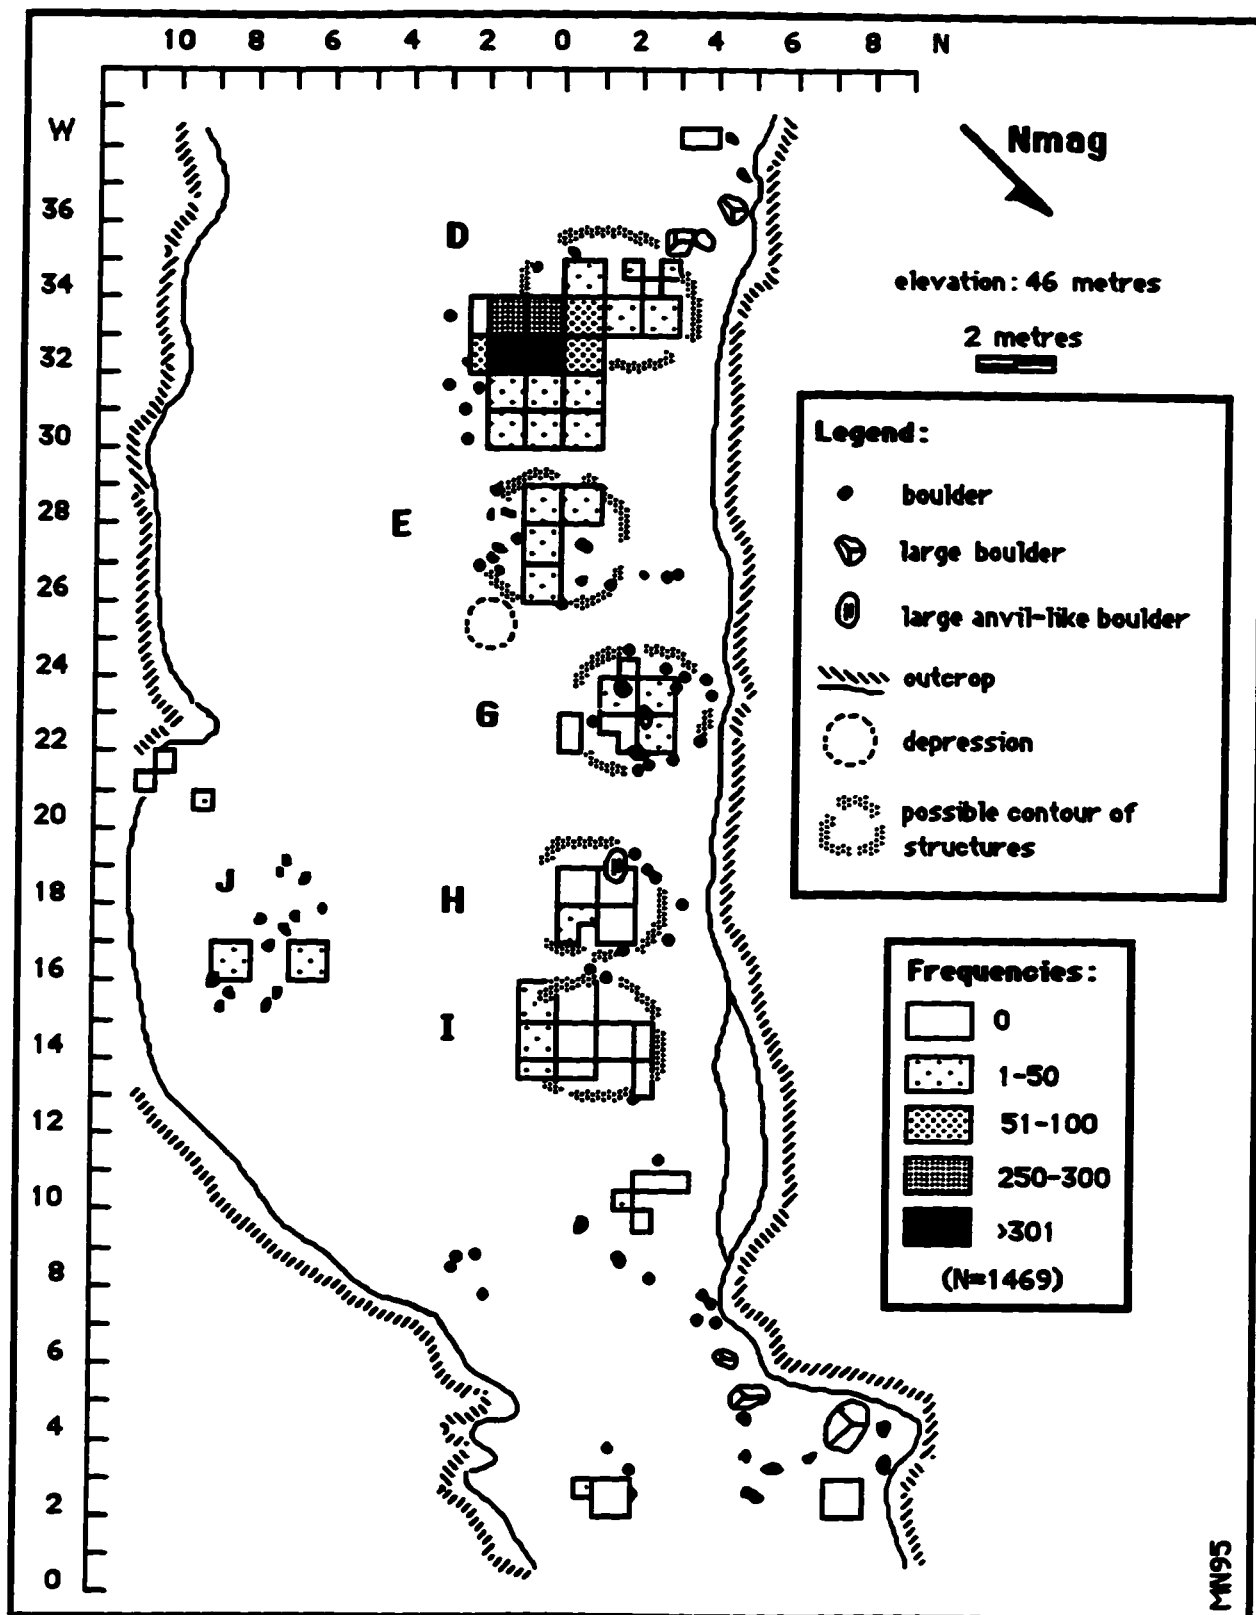 10 8 6 4 2 0 2 4 6 8 N
W
Nmag
36
D
34
elevation: 46 metres
2 metres
32
Legend:
30
boulder
28
E
large boulder
26
large anvil-like boulder
24
outcrop
G
22
depression
20
possible contour of
structures
J
18
H
16
Frequencies:
I
0
14
1-50
12
51-100
10
250-300
>301
8
(N=1469)
6
4
2
0
MN95